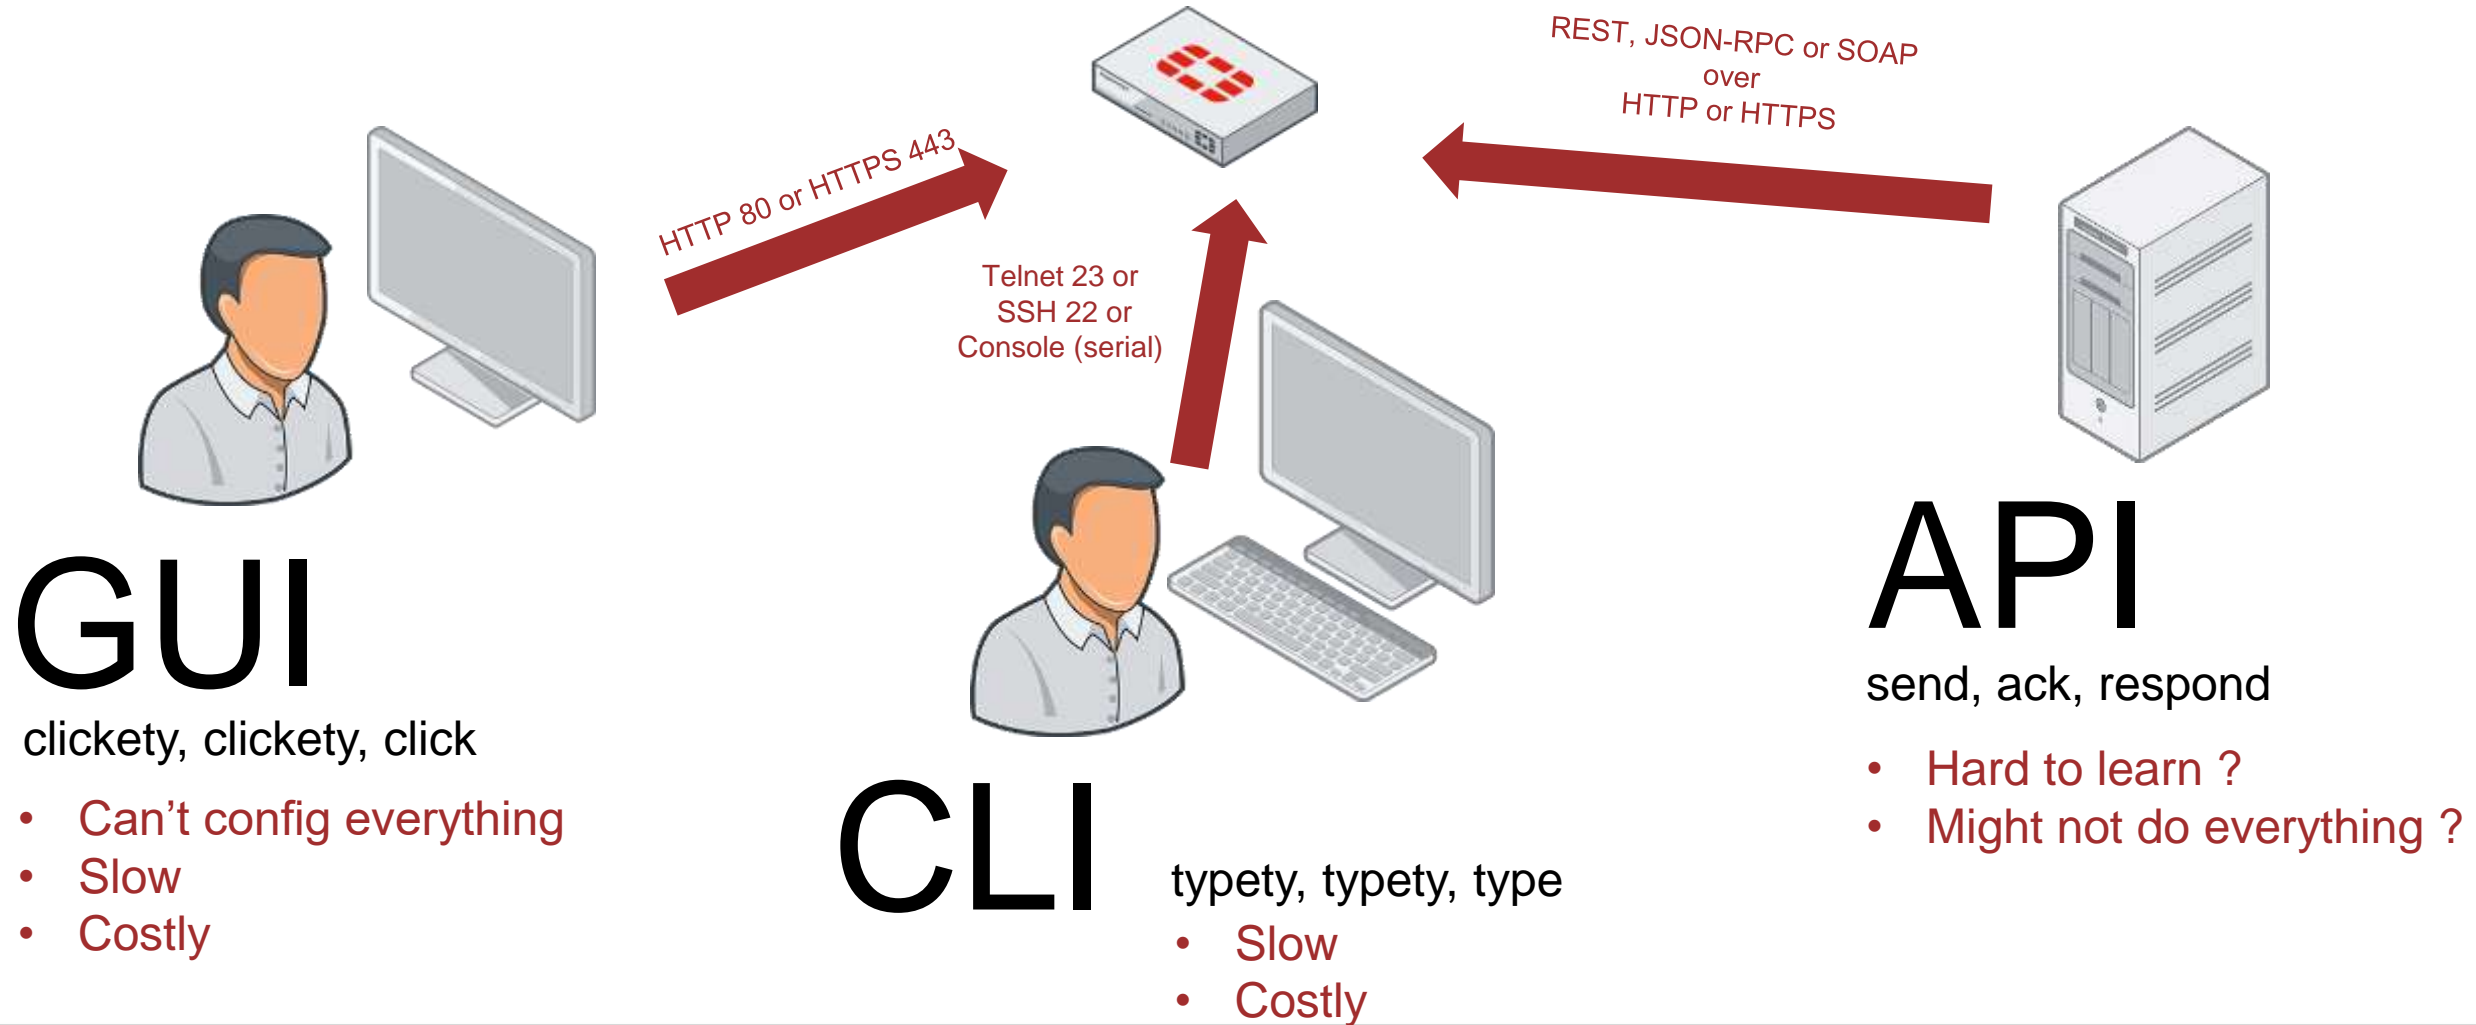 REST, JSON-RPC or SOAP
over
HTTP or HTTPS
HTTP 80 or HTTPS 443
Telnet 23 or
SSH 22 or
Console (serial)
GUI
clickety, clickety, click
• Can’t config everything
• Slow
• Costly
CLI
typety, typety, type
• Slow
• Costly
API
send, ack, respond
• Hard to learn ?
• Might not do everything ?